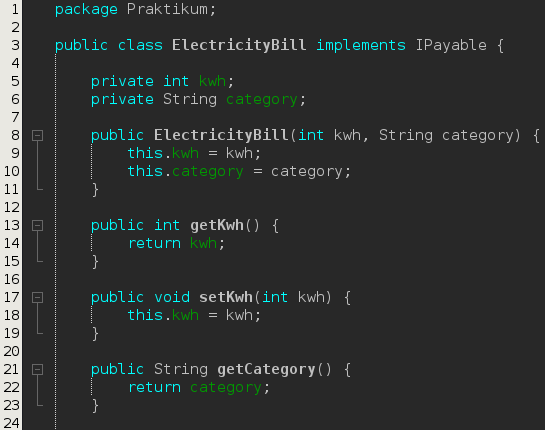 1 package Praktikum;
2
3 public class ElectricityBill implements IPayable {
4
5 private int kwh;
6 private String category;
7
8 public ElectricityBill(int kwh, String category) {
9 this.kwh = kwh;
10 this.category = category;
11 }
12
13 public int getKwh() {
14 return kwh;
15 }
16
17 public void setKwh(int kwh) {
18 this.kwh = kwh;
19 }
20
21 public String getCategory() {
22 return category;
23 }
24